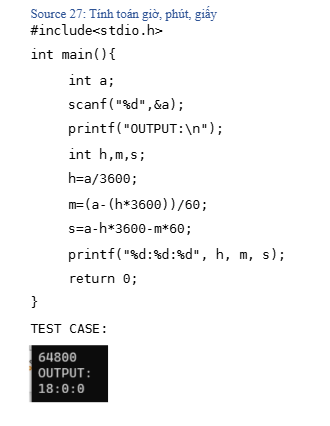 Source 27: Tính toán giờ, phút, giấy
#include<stdio.h>
int main(){
int a;
scanf("%d",&a);
printf("OUTPUT:\n");
int h,m,s;
h=a/3600;
m=(a-(h*3600))/60;
s=a-h*3600-m*60;
printf("%d:%d:%d", h, m, s);
return 0;
}
TEST CASE:
64800
OUTPUT:
18:0:0